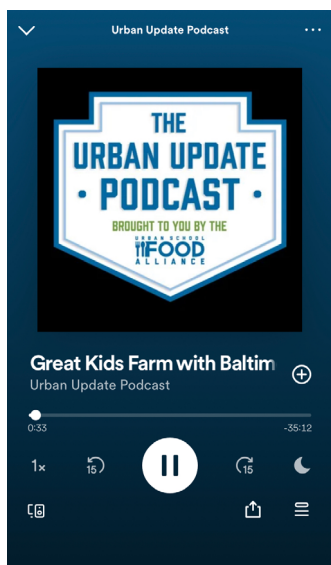 Urban Update Podcast
THE
URBAN UPDATE
• PODCAST •
BROUGHT TO YOU BY THE
URBAN SCHOOL
FOOD
ALLIANCE
Great Kids Farm with Baltim
Urban Update Podcast
0:33
-35:12
1x
15
15